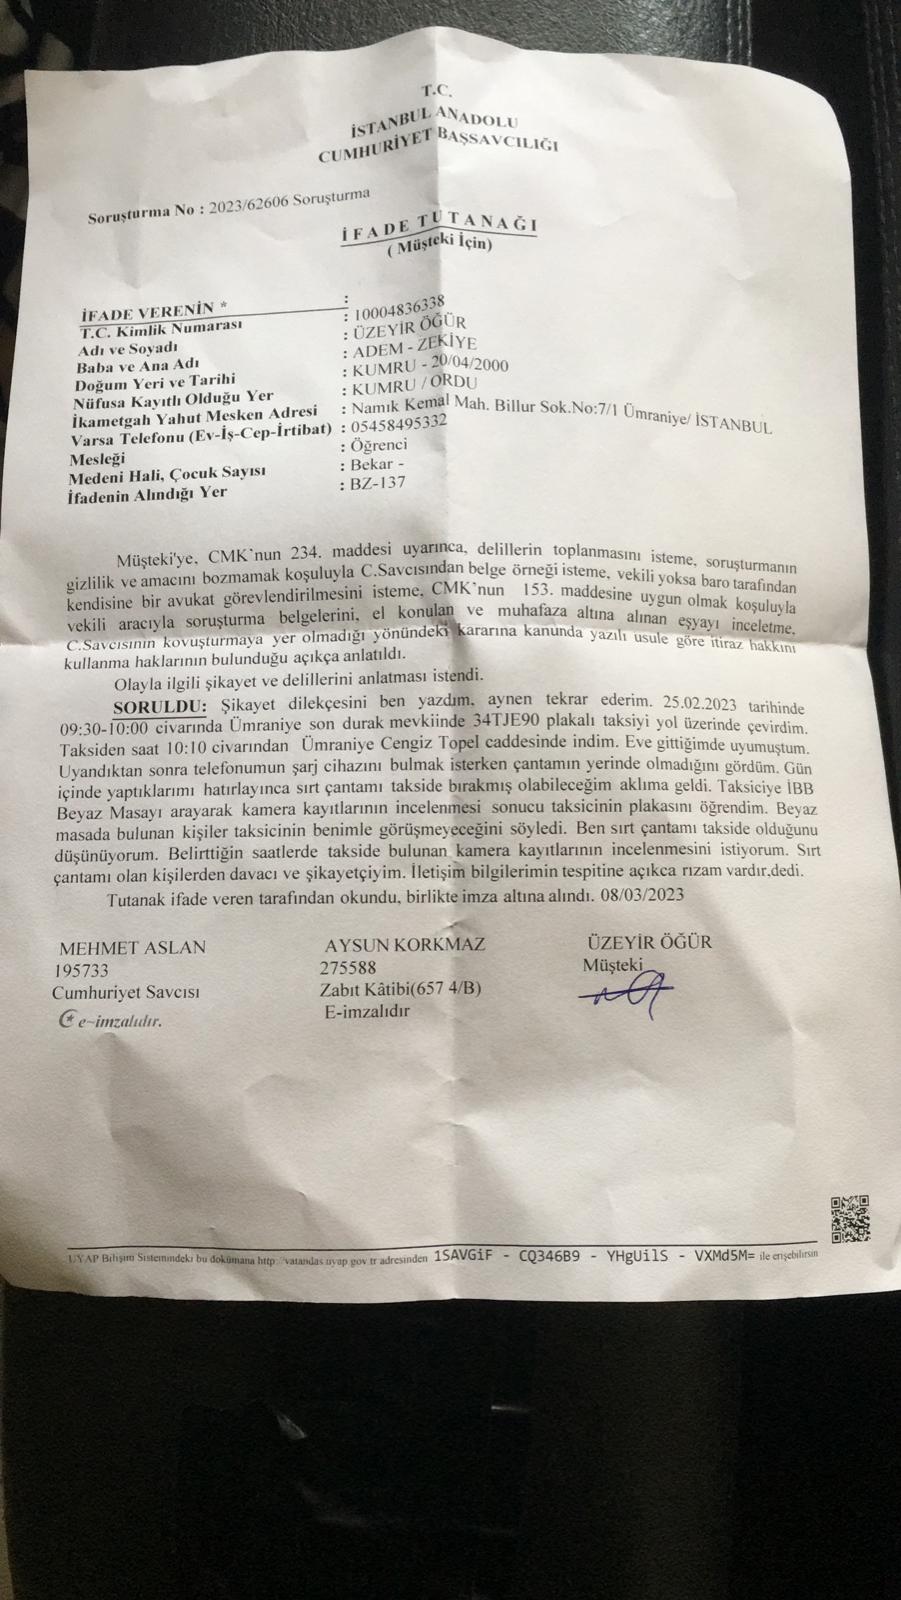 T.C.
İSTANBUL ANADOLU
CUMHURİYET BAŞSAVCILIĞI
Soruşturma No : 2023/62606 Soruşturma
İFADE TUTANAĞI
( Müşteki İçin)
İFADE VERENİN * :
T.C. Kimlik Numarası : 10004836338
Adı ve Soyadı : ÜZEYİR ÖĞÜR
Baba ve Ana Adı : ADEM - ZEKİYE
Doğum Yeri ve Tarihi : KUMRU - 20/04/2000
Nüfusa Kayıtlı Olduğu Yer : KUMRU / ORDU
İkametgah Yahut Mesken Adresi : Namık Kemal Mah. Billur Sok.No:7/1 Ümraniye/ İSTANBUL
Varsa Telefonu (Ev-İş-Cep-İrtibat) : 05458495332
Mesleği : Öğrenci
Medeni Hali, Çocuk Sayısı : Bekar -
İfadenin Alındığı Yer : BZ-137
Müşteki'ye, CMK`nun 234. maddesi uyarınca, delillerin toplanmasını isteme, soruşturmanın
gizlilik ve amacını bozmamak koşuluyla C.Savcısından belge örneği isteme, vekili yoksa baro tarafından
kendisine bir avukat görevlendirilmesini isteme, CMK`nun 153. maddesine uygun olmak koşuluyla
vekili aracıyla soruşturma belgelerini, el konulan ve muhafaza altına alınan eşyayı inceletme,
C.Savcısının kovuşturmaya yer olmadığı yönündeki kararına kanunda yazılı usule göre itiraz hakkını
kullanma haklarının bulunduğu açıkça anlatıldı.
Olayla ilgili şikayet ve delillerini anlatması istendi.
SORULDU: Şikayet dilekçesini ben yazdım, aynen tekrar ederim. 25.02.2023 tarihinde
09:30-10:00 civarında Ümraniye son durak mevkiinde 34TJE90 plakalı taksiyi yol üzerinde çevirdim.
Taksiden saat 10:10 civarından Ümraniye Cengiz Topel caddesinde indim. Eve gittiğimde uyumuştum.
Uyandıktan sonra telefonumun şarj cihazını bulmak isterken çantamın yerinde olmadığını gördüm. Gün
içinde yaptıklarımı hatırlayınca sırt çantamı takside bırakmış olabileceğim aklıma geldi. Taksiciye İBB
Beyaz Masayı arayarak kamera kayıtlarının incelenmesi sonucu taksicinin plakasını öğrendim. Beyaz
masada bulunan kişiler taksicinin benimle görüşmeyeceğini söyledi. Ben sırt çantamı takside olduğunu
düşünüyorum. Belirttiğin saatlerde takside bulunan kamera kayıtlarının incelenmesini istiyorum. Sırt
çantamı olan kişilerden davacı ve şikayetçiyim. İletişim bilgilerimin tespitine açıkca rızam vardır,dedi.
Tutanak ifade veren tarafından okundu, birlikte imza altına alındı. 08/03/2023
MEHMET ASLAN AYSUN KORKMAZ ÜZEYİR ÖĞÜR
195733 275588 Müşteki
Cumhuriyet Savcısı Zabıt Kâtibi(657 4/B)
e-imzalıdır. E-imzalıdır
UYAP Bilişim Sistemindeki bu dokümana http://vatandas.uyap.gov.tr adresinden 1SAVGiF - CQ346B9 - YHgUilS - VXMd5M= ile erişebilirsin